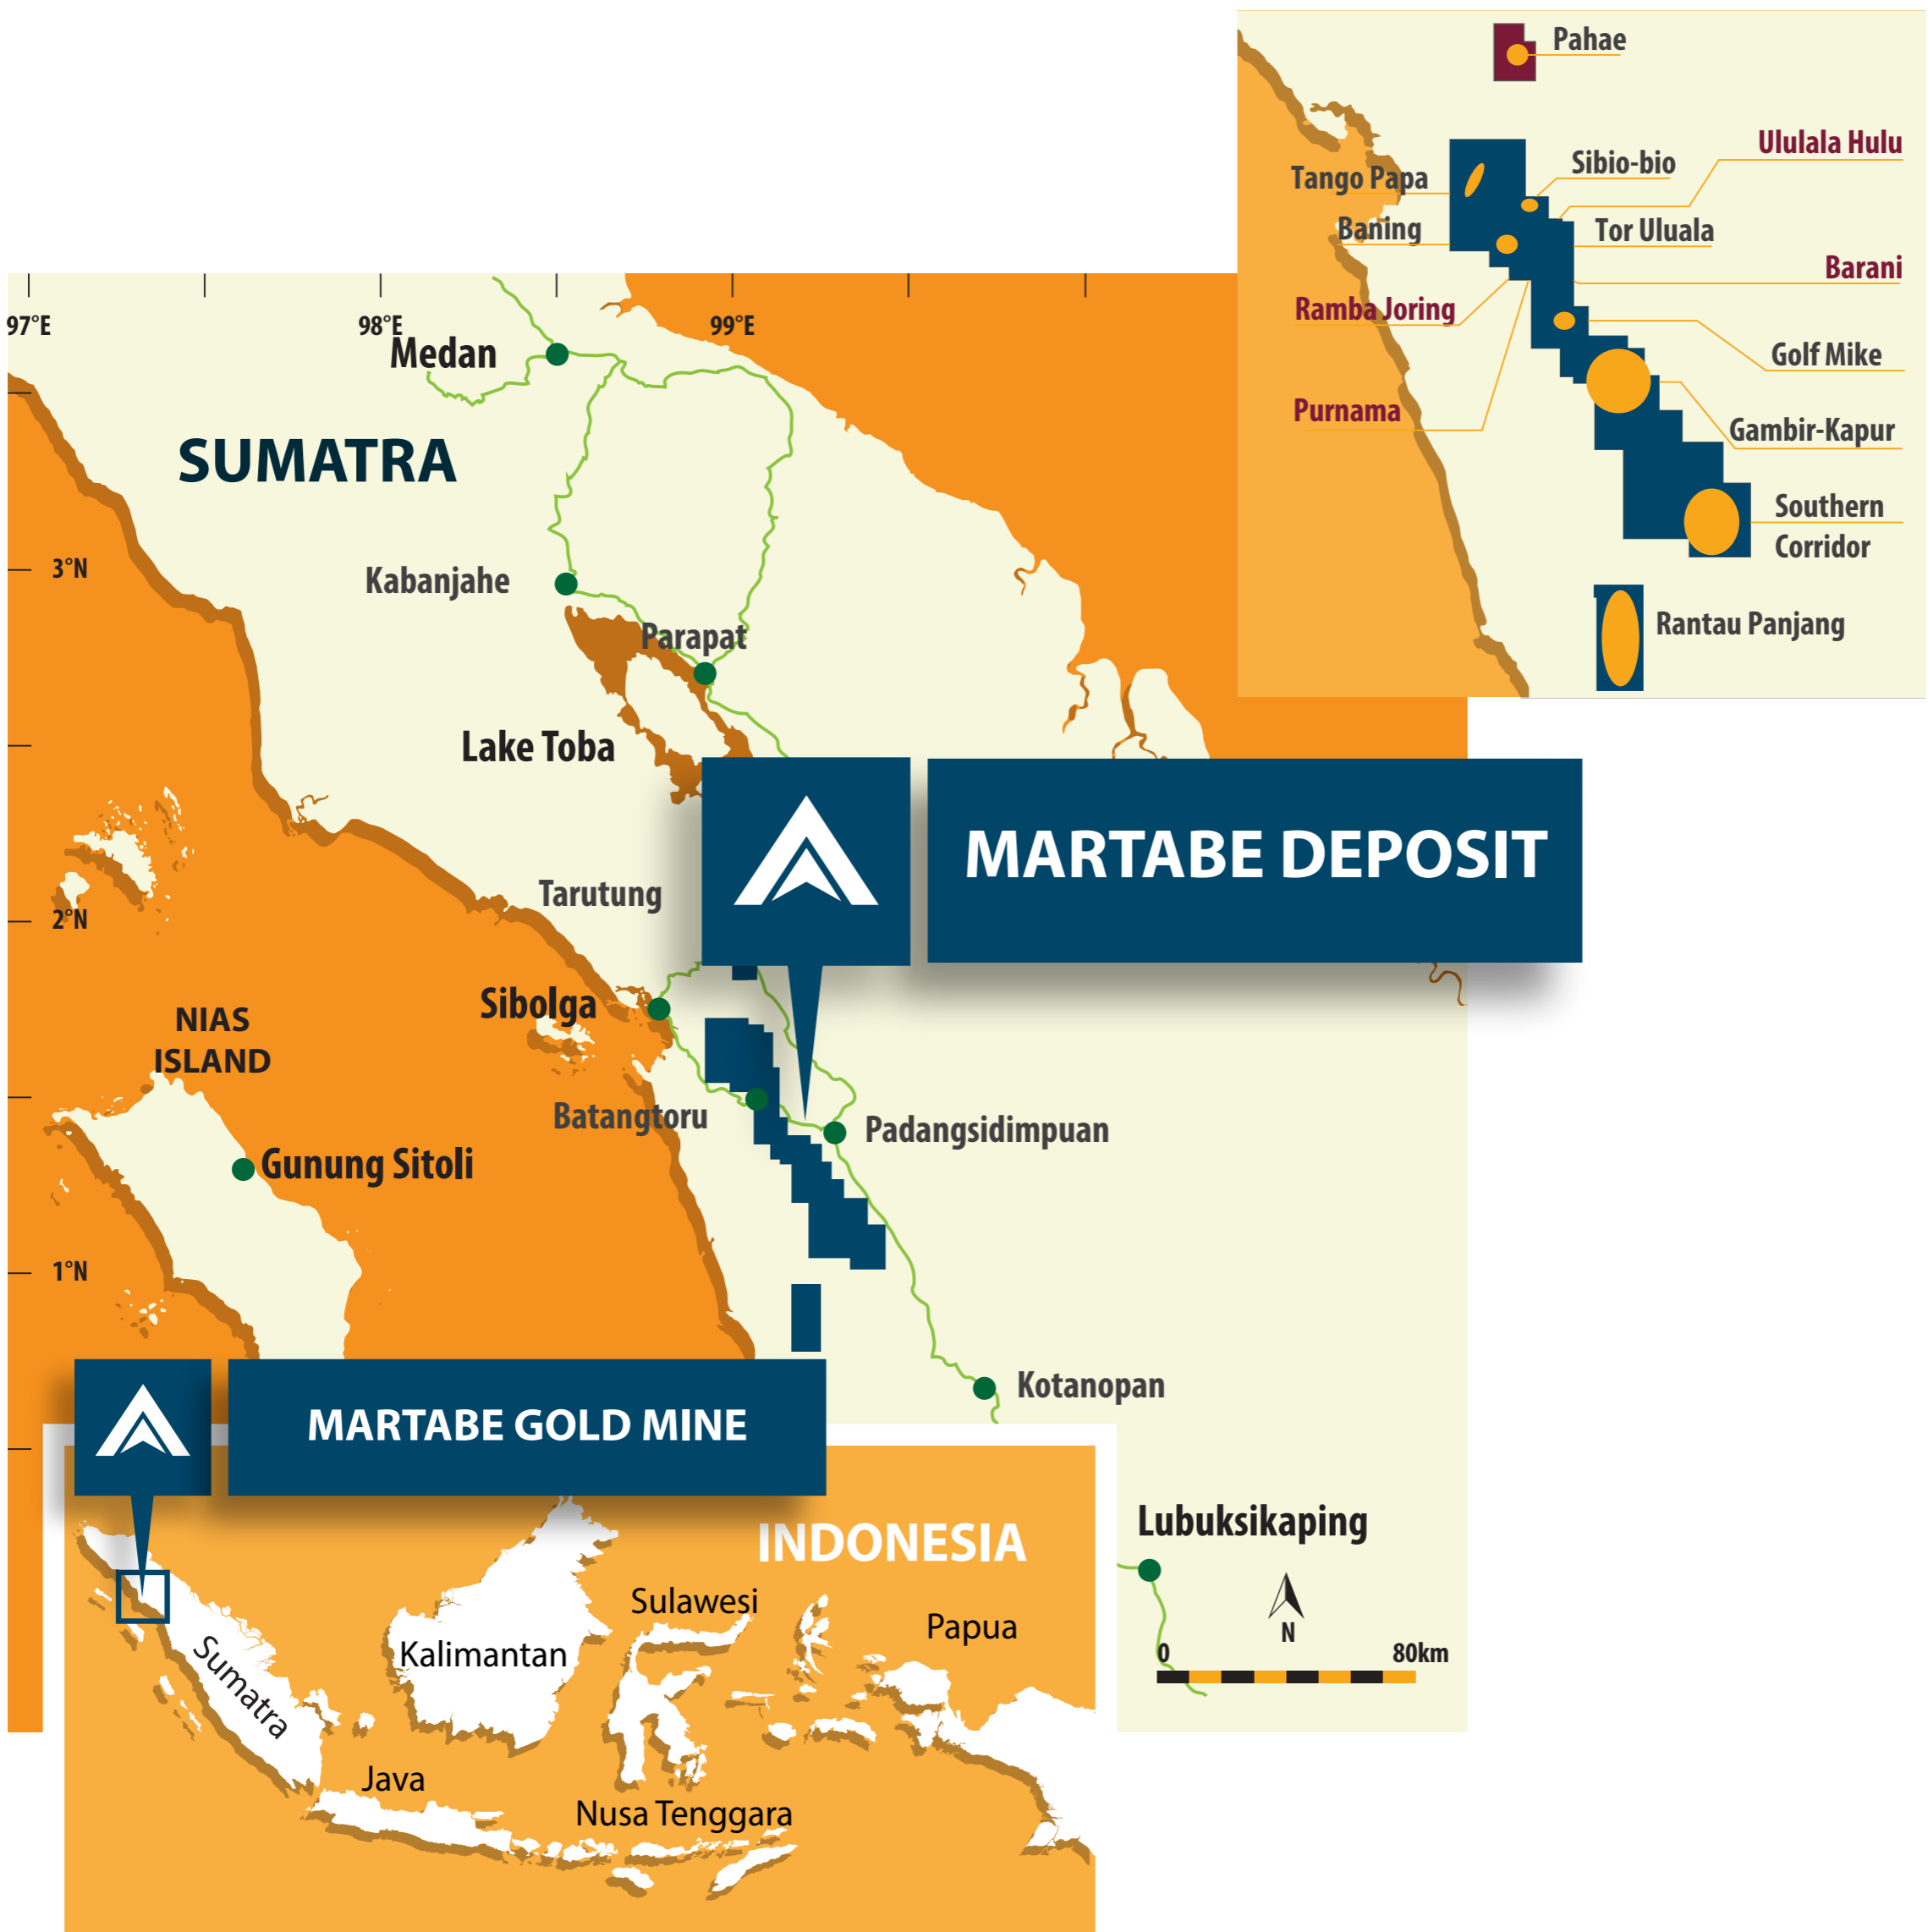 Pahae
Ululala Hulu
Sibio-bio
Tango Papa
Baning
Tor Uluala
Barani
Ramba Joring
Golf Mike
Purnama
Gambir-Kapur
Southern
Corridor
Rantau Panjang
97°E
98°E
99°E
Medan
SUMATRA
3°N
Kabanjahe
Parapat
Lake Toba
MARTABE DEPOSIT
Tarutung
2°N
Sibolga
NIAS
ISLAND
Batangtoru
Padangsidimpuan
Gunung Sitoli
1°N
Kotanopan
MARTABE GOLD MINE
Lubuksikaping
INDONESIA
Sulawesi
Papua
Kalimantan
N
0
80km
Sumatra
Java
Nusa Tenggara